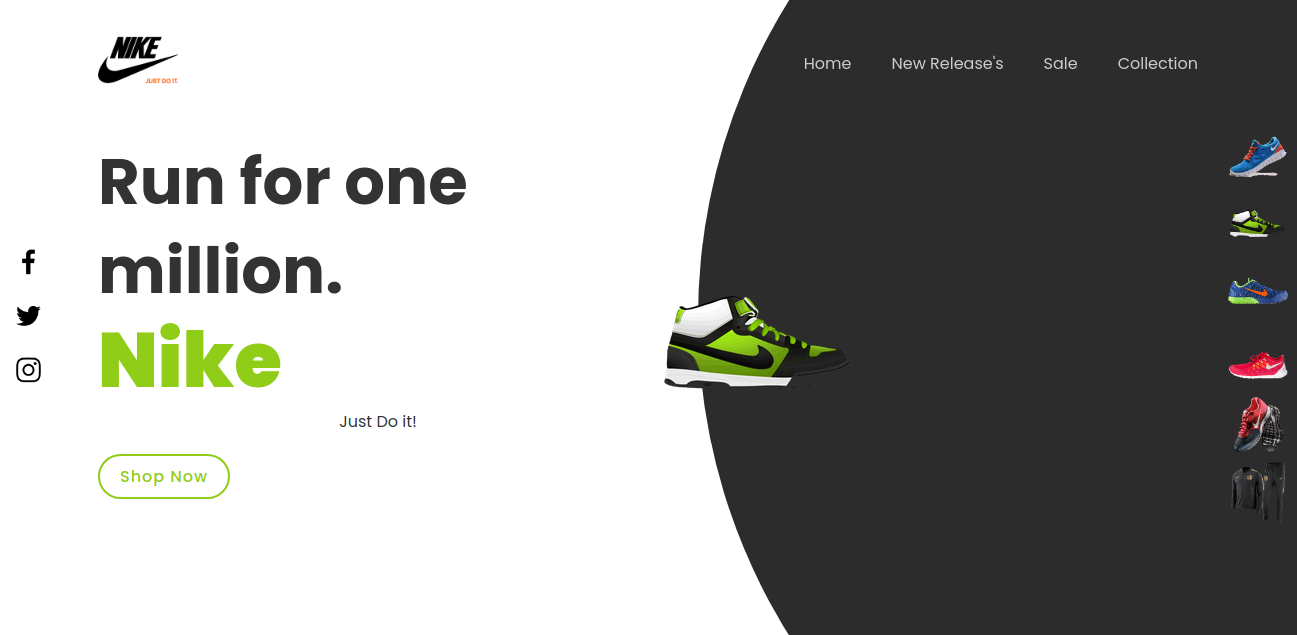 NIKE
JUST DO IT.
Home New Release's Sale Collection
Run for one
million.
Nike
Just Do it!
Shop Now